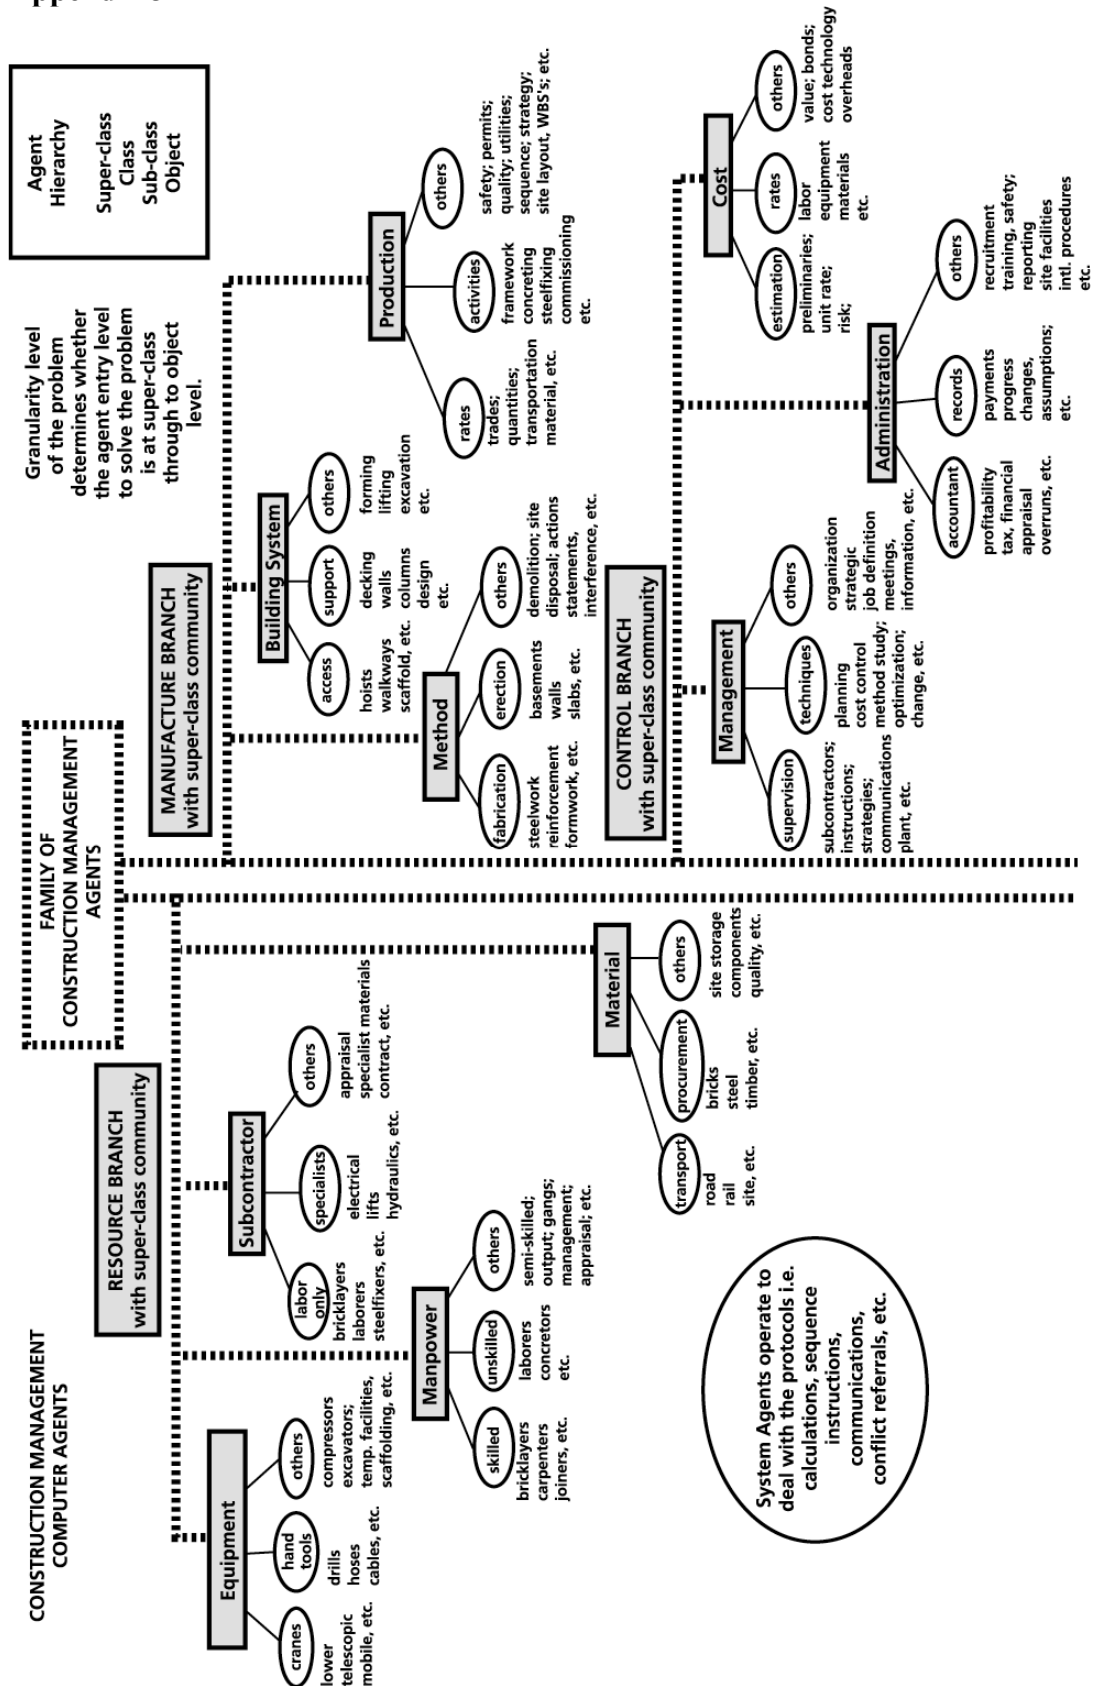 CONSTRUCTION MANAGEMENT
COMPUTER AGENTS
FAMILY OF
CONSTRUCTION MANAGEMENT
AGENTS
Granularity level
of the problem
determines whether
the agent entry level
to solve the problem
is at super-class
through to object
level.
Agent
Hierarchy
Super-class
Class
Sub-class
Object
RESOURCE BRANCH
with super-class community
Equipment
cranes
lower
telescopic
mobile, etc.
hand
tools
drills
hoses
cables, etc.
others
compressors
excavators;
temp. facilities,
scaffolding, etc.
Subcontractor
labor
only
bricklayers
laborers
steelfixers, etc.
specialists
electrical
lifts
hydraulics, etc.
others
appraisal
specialist materials
contract, etc.
Manpower
skilled
bricklayers
carpenters
joiners, etc.
unskilled
laborers
concretors
etc.
others
semi-skilled;
output; gangs;
management;
appraisal; etc.
Material
transport
road
rail
site, etc.
procurement
bricks
steel
timber, etc.
others
site storage
components
quality, etc.
System Agents operate to
deal with the protocols i.e.
calculations, sequence
instructions,
communications,
conflict referrals, etc.
MANUFACTURE BRANCH
with super-class community
Building System
access
hoists
walkways
scaffold, etc.
support
decking
walls
columns
design
etc.
others
forming
lifting
excavation
etc.
Production
rates
trades;
quantities;
transportation
material, etc.
activities
framework
concreting
steelfixing
commissioning
etc.
others
safety; permits;
quality; utilities;
sequence; strategy;
site layout, WBS's; etc.
Method
fabrication
steelwork
reinforcement
formwork, etc.
erection
basements
walls
slabs, etc.
others
demolition; site
disposal; actions
statements,
interference, etc.
CONTROL BRANCH
with super-class community
Management
supervision
subcontractors;
instructions;
strategies;
communications
plant, etc.
techniques
planning
cost control
method study;
optimization;
change, etc.
others
organization
strategic
job definition
meetings,
information, etc.
Cost
estimation
preliminaries;
unit rate;
risk;
rates
labor
equipment
materials
etc.
others
value; bonds;
cost technology
overheads
Administration
accountant
profitability
tax, financial
appraisal
overruns, etc.
records
payments
progress
changes,
assumptions;
etc.
others
recruitment
training, safety;
reporting
site facilities
intl. procedures
etc.